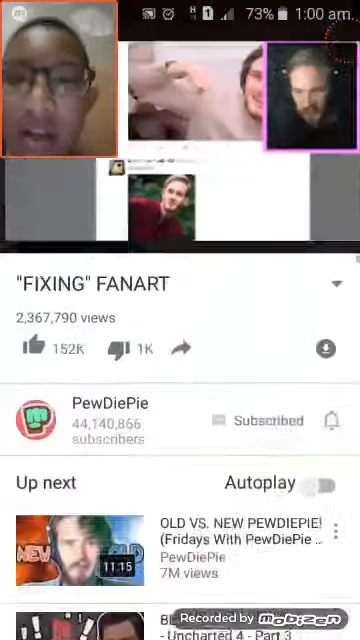 73% 1:00 am.
"FIXING" FANART
2,367,790 views
152K 1K
PewDiePie
44,140,866
subscribers
Subscribed
Up next
Autoplay
OLD VS. NEW PEWDIEPIE!
(Fridays With PewDiePie ..
PewDiePie
7M views
NEW OLD
11:15
- Uncharted 4 - Part 3
Recorded by mobizen